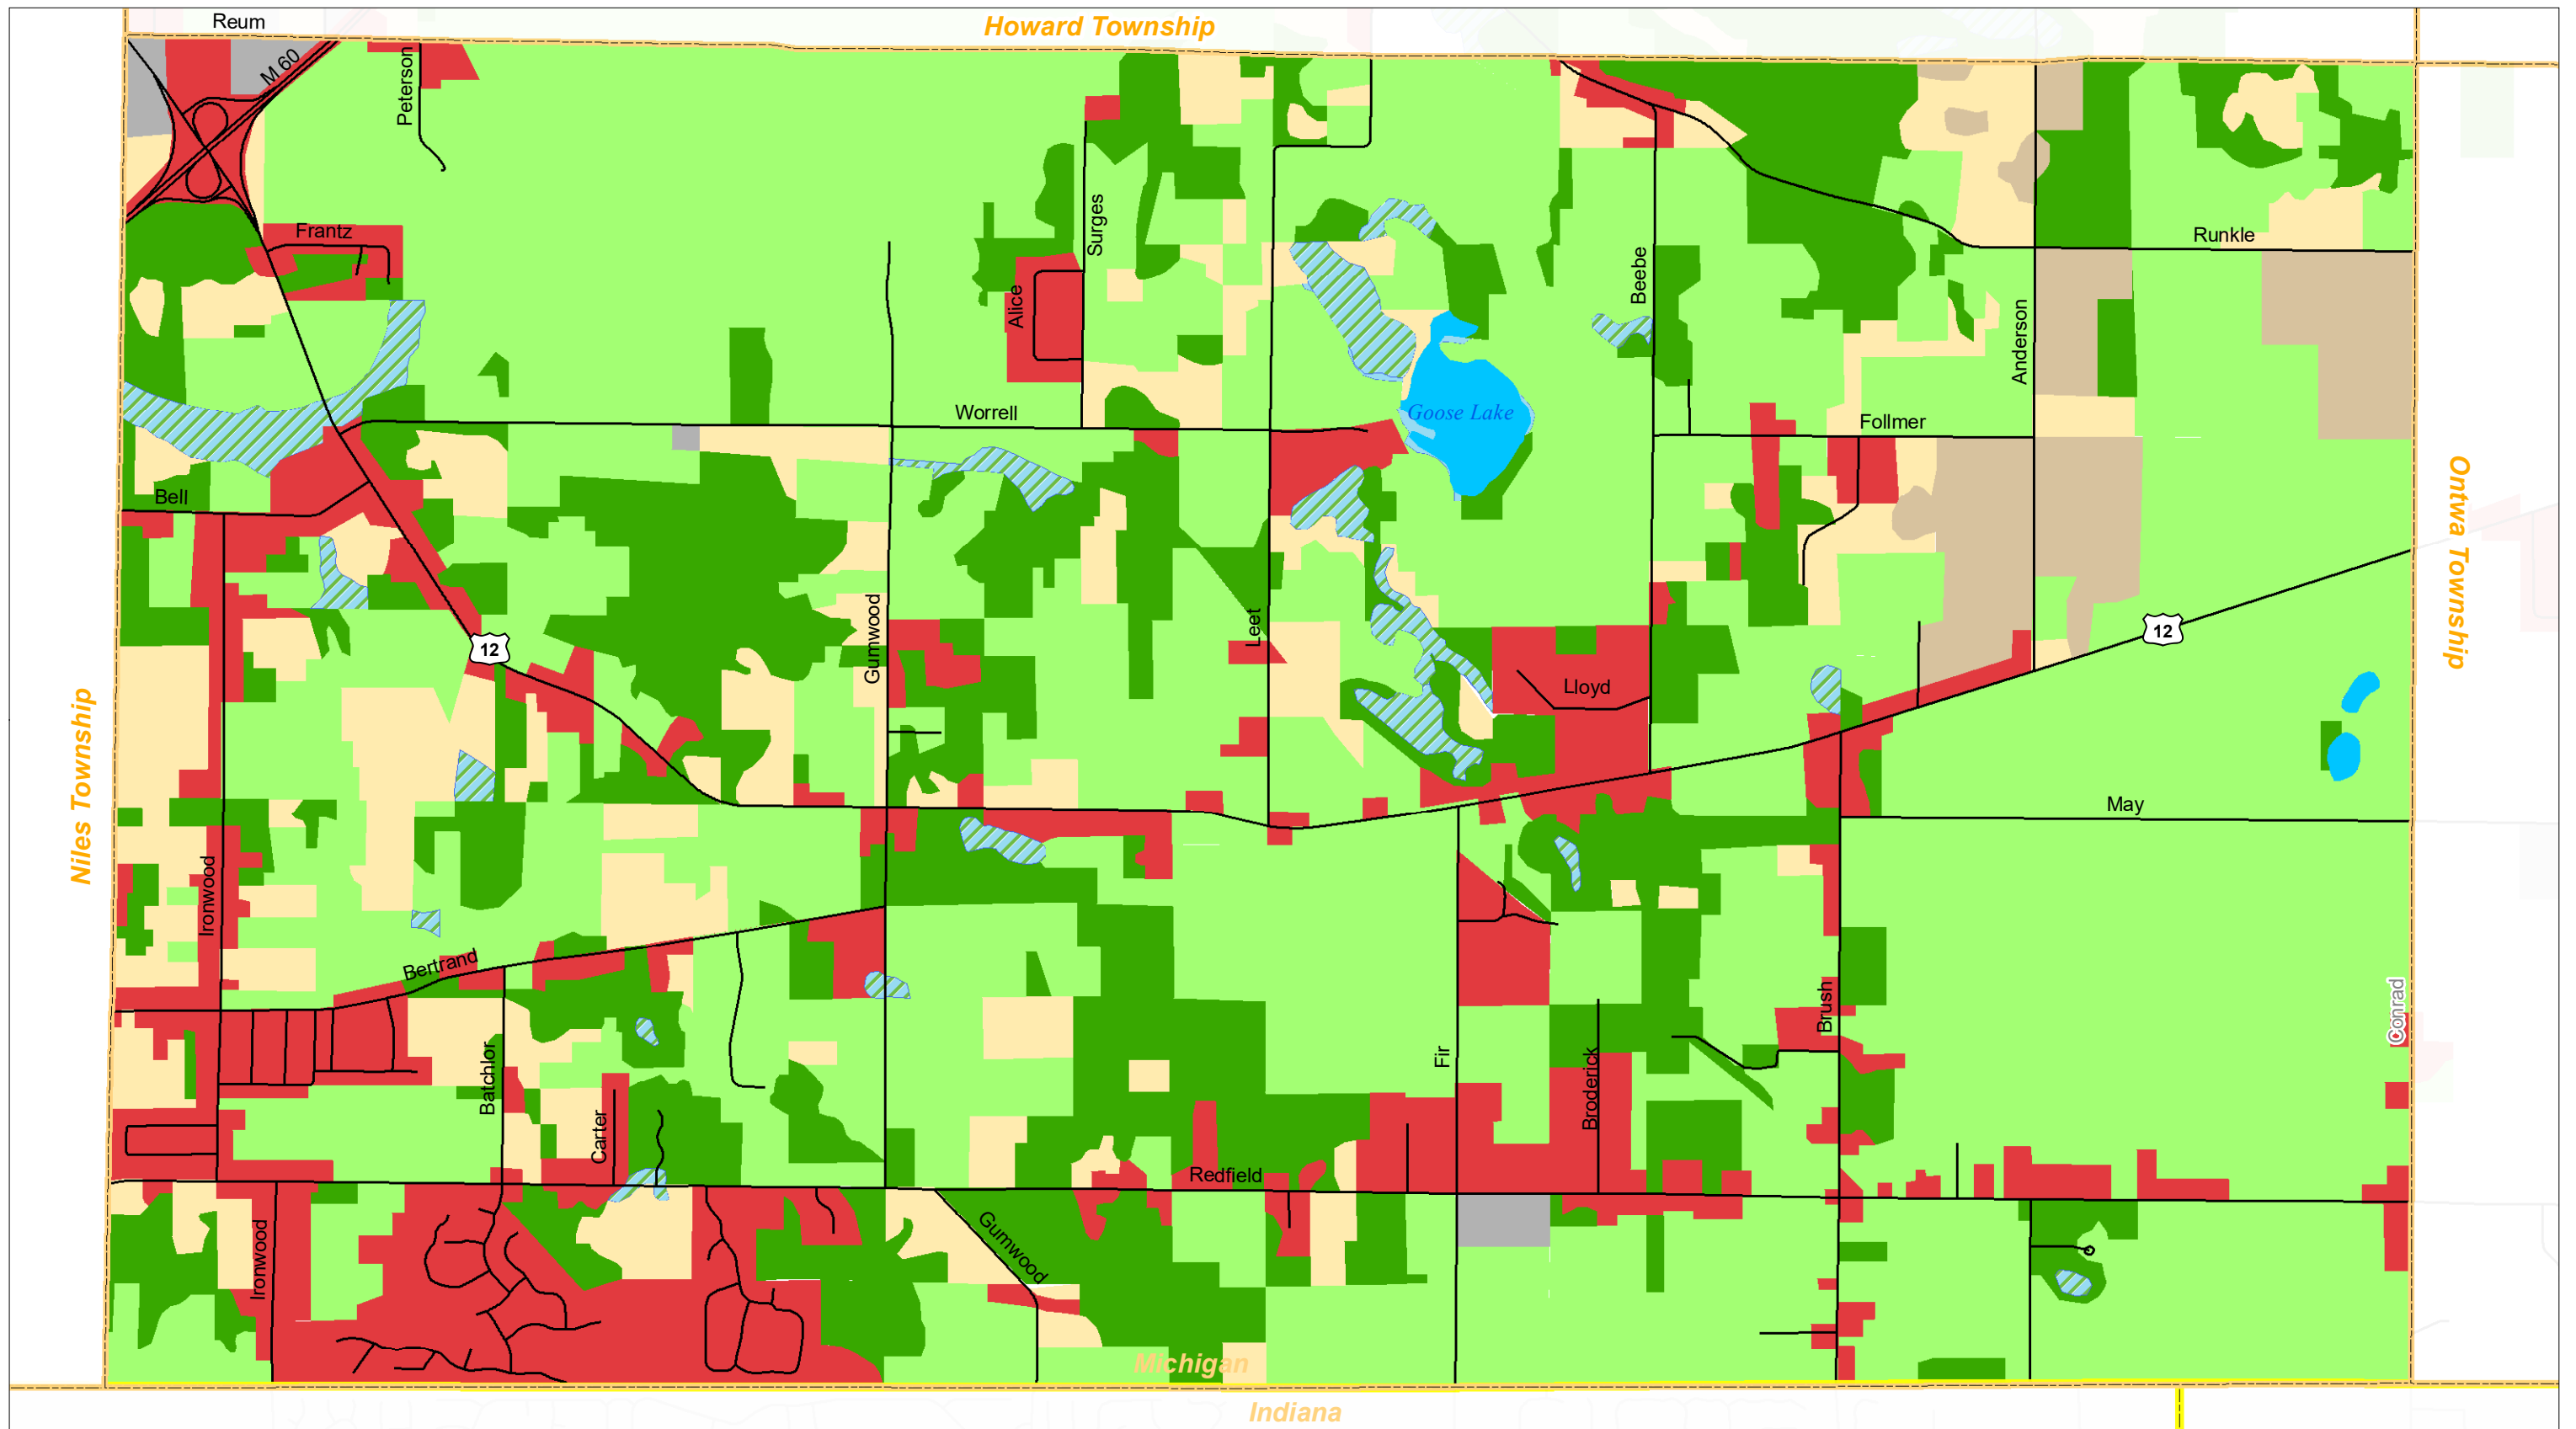 Reum
Howard Township
M 60
Peterson
Frantz
Surges
Alice
Beebe
Runkle
Anderson
Goose Lake
Worrell
Follmer
Bell
Ontwa Township
Gumwood
Leet
12
12
Lloyd
Niles Township
May
Ironwood
Bertrand
Conrad
Brush
Batchlor
Fir
Broderick
Carter
Redfield
Ironwood
Gumwood
Michigan
Indiana